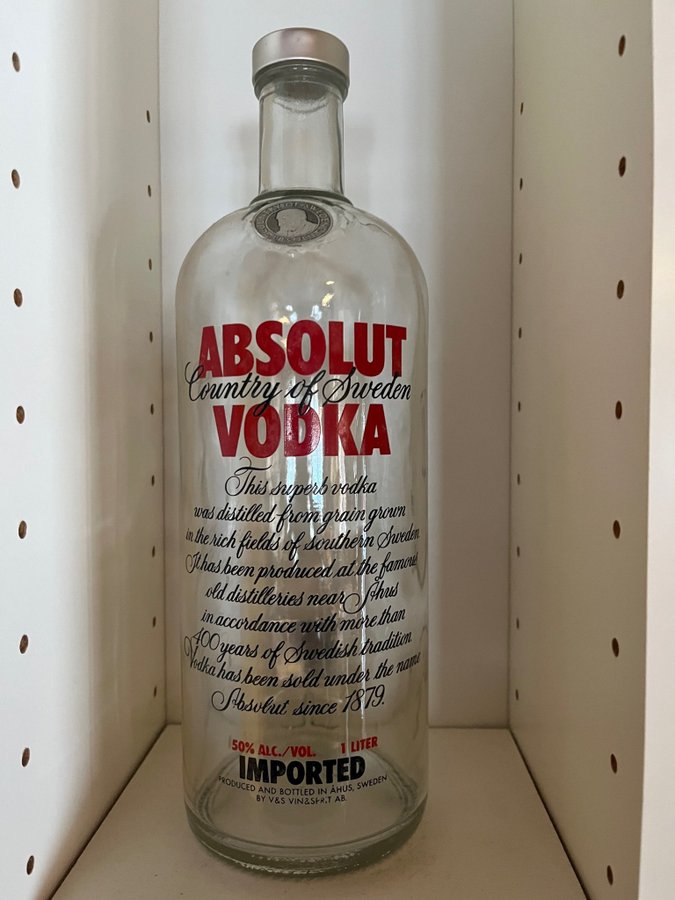 ABSOLUT
Country of Sweden
VODKA
This superb vodka
was distilled from grain grown
in the rich fields of southern Sweden.
It has been produced at the famous
old distilleries near Åhus
in accordance with more than
400 years of Swedish tradition.
Vodka has been sold under the name
Absolut since 1879.
50% ALC./VOL. 1 LITER
IMPORTED
PRODUCED AND BOTTLED IN ÅHUS, SWEDEN
BY V&S VIN&SPRIT AB.